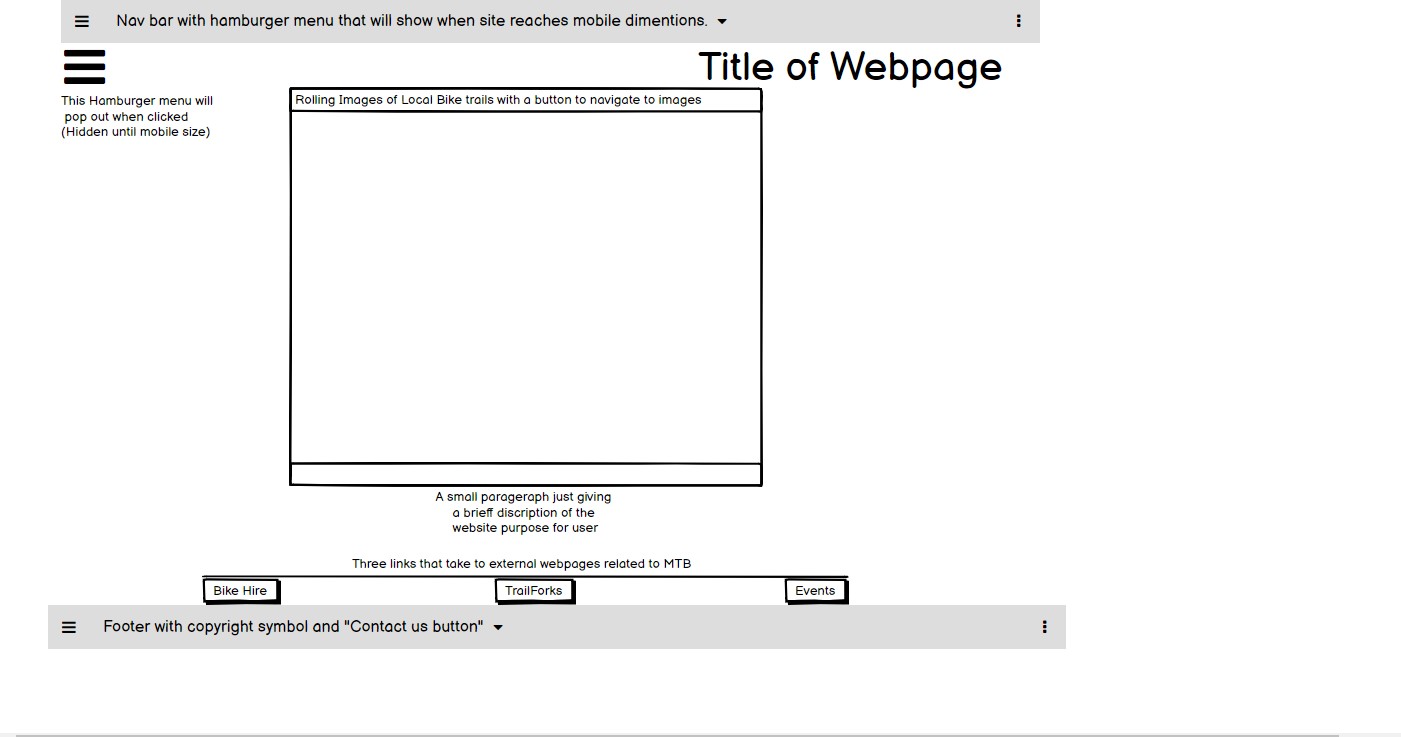 Nav bar with hamburger menu that will show when site reaches mobile dimentions.
Title of Webpage
This Hamburger menu will
pop out when clicked
(Hidden until mobile size)
Rolling Images of Local Bike trails with a button to navigate to images
A small parageraph just giving
a brieff discription of the
website purpose for user
Three links that take to external webpages related to MTB
Bike Hire
TrailForks
Events
Footer with copyright symbol and "Contact us button"